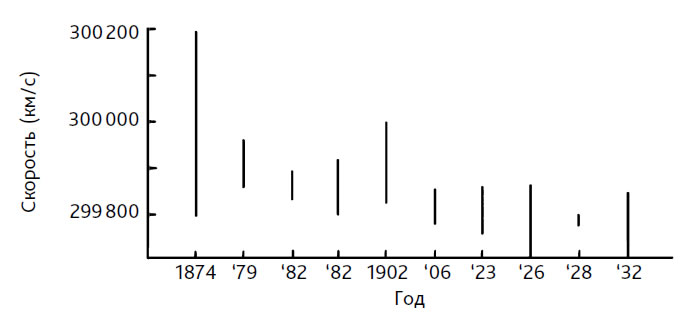 Скорость (км/с)
300 200
300 000
299 800
1874 ‘79 ‘82 ‘82 1902 ‘06 ‘23 ‘26 ‘28 ‘32
Год